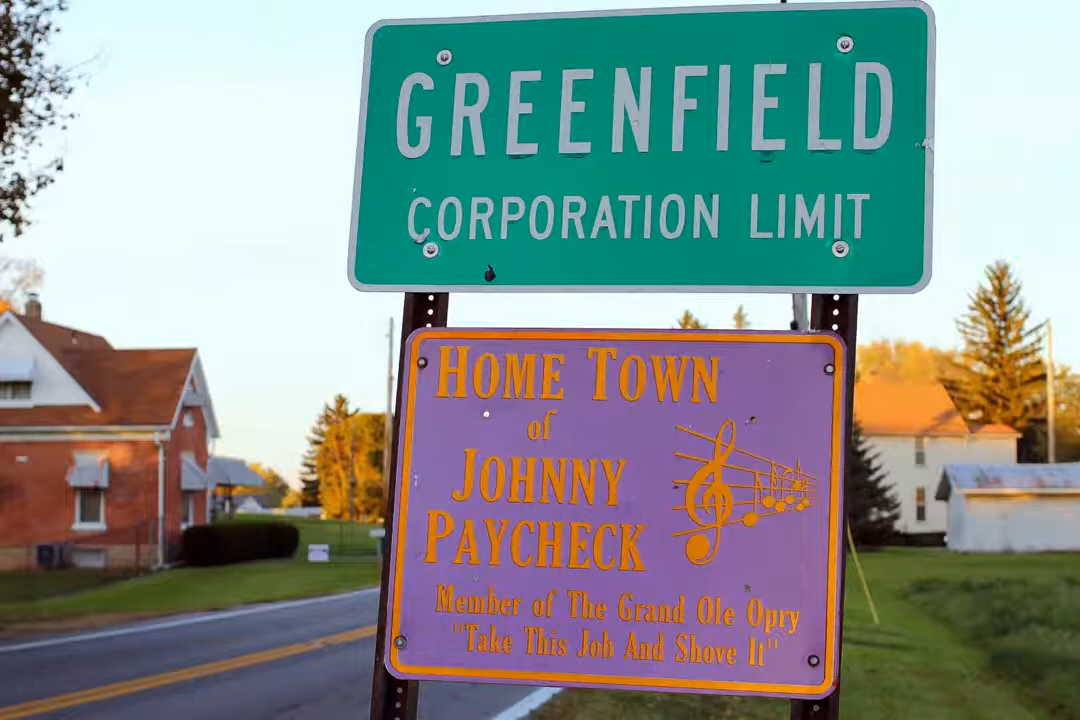 GREENFIELD
CORPORATION LIMIT
HOME TOWN
of
JOHNNY
PAYCHECK
Member of The Grand Ole Opry
"Take This Job And Shove It"